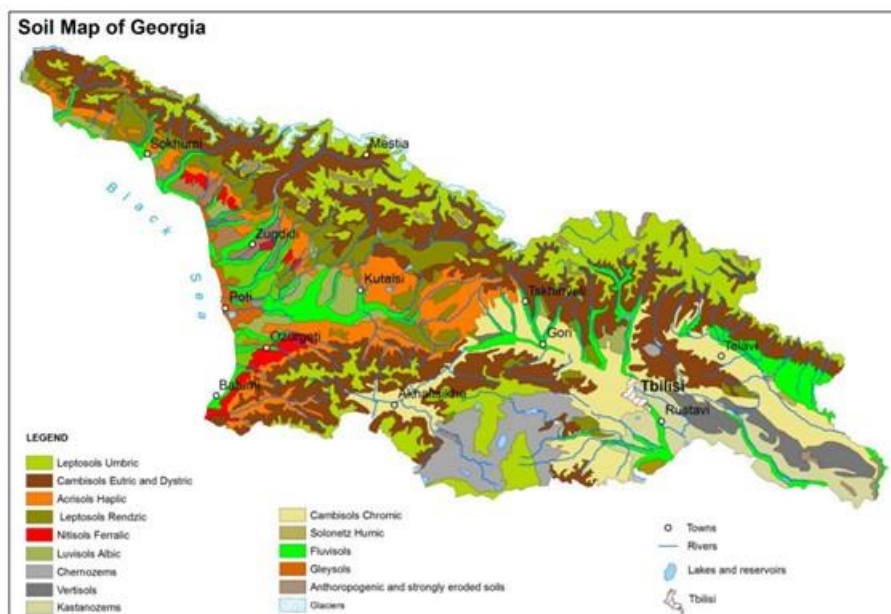 Soil Map of Georgia
Sokhumi
Mestia
Black Sea
Zugdidi
Kutaisi
Poti
Tskhinvali
Ozurgeti
Gori
Telavi
Batumi
Akhaltsikhe
Tbilisi
Rustavi
LEGEND
Leptosols Umbric
Cambisols Eutric and Dystric
Acrisols Haplic
Leptosols Rendzic
Nitisols Ferralic
Luvisols Albic
Chernozems
Vertisols
Kastanozems
Cambisols Chromic
Solonetz Humic
Fluvisols
Gleysols
Anthoropogenic and strongly eroded soils
Glaciers
Towns
Rivers
Lakes and reservoirs
Tbilisi